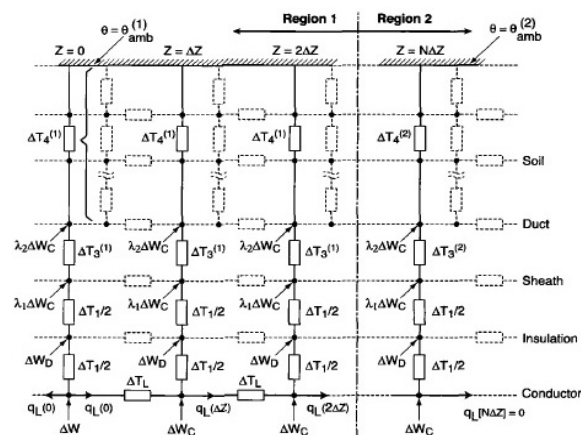 Region 1 Region 2
θ = θ amb (1)
θ = θ amb (2)
Z = 0 Z = ΔZ Z = 2ΔZ Z = NΔZ
ΔT4(1) ΔT4(1) ΔT4(1) ΔT4(2)
Soil
Duct
λ2ΔWC λ2ΔWC λ2ΔWC λ2ΔWC
ΔT3(1) ΔT3(1) ΔT3(1) ΔT3(2)
Sheath
λ1ΔWC λ1ΔWC λ1ΔWC λ1ΔWC
ΔT1/2 ΔT1/2 ΔT1/2 ΔT1/2
Insulation
ΔWD ΔWD ΔWD ΔWD
ΔT1/2 ΔT1/2 ΔT1/2 ΔT1/2
ΔTL ΔTL
Conductor
qL(0) qL(0) qL(ΔZ) qL(2ΔZ) qL[NΔZ] = 0
ΔW ΔWC ΔWC ΔWC